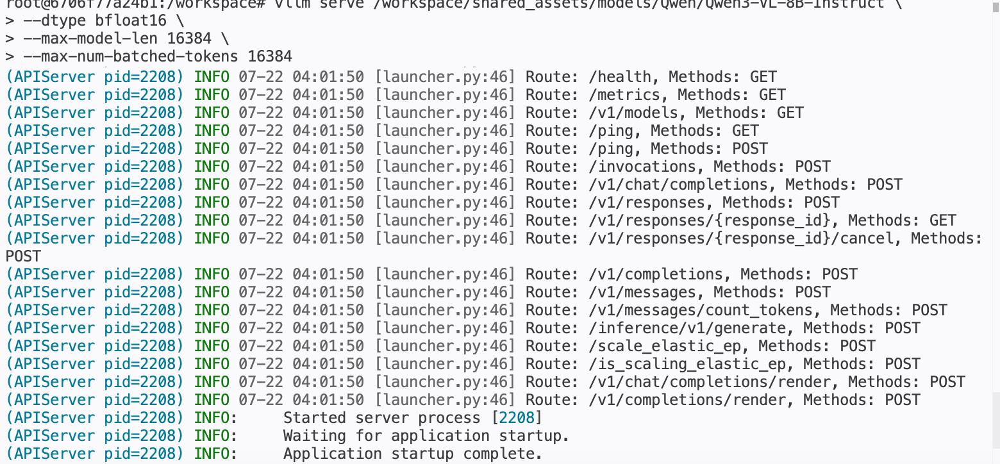 root@6706f77a24b1:/workspace# vllm serve /workspace/shared_assets/models/Qwen/Qwen3-VL-8B-Instruct \
> --dtype bfloat16 \
> --max-model-len 16384 \
> --max-num-batched-tokens 16384
(APIServer pid=2208) INFO 07-22 04:01:50 [launcher.py:46] Route: /health, Methods: GET
(APIServer pid=2208) INFO 07-22 04:01:50 [launcher.py:46] Route: /metrics, Methods: GET
(APIServer pid=2208) INFO 07-22 04:01:50 [launcher.py:46] Route: /v1/models, Methods: GET
(APIServer pid=2208) INFO 07-22 04:01:50 [launcher.py:46] Route: /ping, Methods: GET
(APIServer pid=2208) INFO 07-22 04:01:50 [launcher.py:46] Route: /ping, Methods: POST
(APIServer pid=2208) INFO 07-22 04:01:50 [launcher.py:46] Route: /invocations, Methods: POST
(APIServer pid=2208) INFO 07-22 04:01:50 [launcher.py:46] Route: /v1/chat/completions, Methods: POST
(APIServer pid=2208) INFO 07-22 04:01:50 [launcher.py:46] Route: /v1/responses, Methods: POST
(APIServer pid=2208) INFO 07-22 04:01:50 [launcher.py:46] Route: /v1/responses/{response_id}, Methods: GET
(APIServer pid=2208) INFO 07-22 04:01:50 [launcher.py:46] Route: /v1/responses/{response_id}/cancel, Methods:
POST
(APIServer pid=2208) INFO 07-22 04:01:50 [launcher.py:46] Route: /v1/completions, Methods: POST
(APIServer pid=2208) INFO 07-22 04:01:50 [launcher.py:46] Route: /v1/messages, Methods: POST
(APIServer pid=2208) INFO 07-22 04:01:50 [launcher.py:46] Route: /v1/messages/count_tokens, Methods: POST
(APIServer pid=2208) INFO 07-22 04:01:50 [launcher.py:46] Route: /inference/v1/generate, Methods: POST
(APIServer pid=2208) INFO 07-22 04:01:50 [launcher.py:46] Route: /scale_elastic_ep, Methods: POST
(APIServer pid=2208) INFO 07-22 04:01:50 [launcher.py:46] Route: /is_scaling_elastic_ep, Methods: POST
(APIServer pid=2208) INFO 07-22 04:01:50 [launcher.py:46] Route: /v1/chat/completions/render, Methods: POST
(APIServer pid=2208) INFO 07-22 04:01:50 [launcher.py:46] Route: /v1/completions/render, Methods: POST
(APIServer pid=2208) INFO:     Started server process [2208]
(APIServer pid=2208) INFO:     Waiting for application startup.
(APIServer pid=2208) INFO:     Application startup complete.